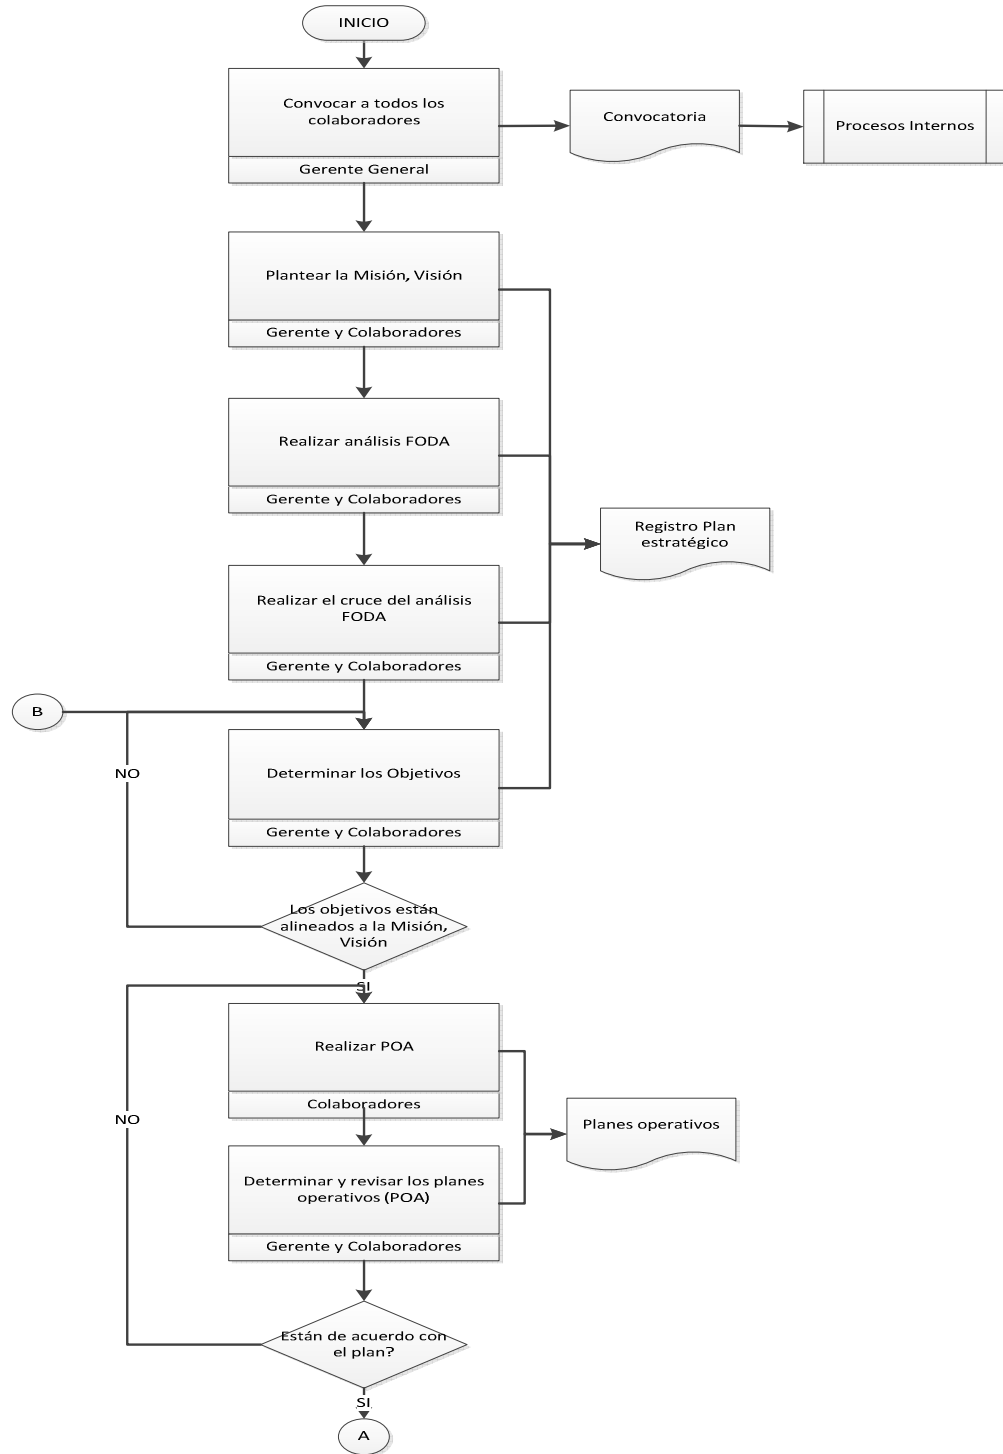 INICIO
Convocar a todos los
colaboradores
Gerente General
Convocatoria
Procesos Internos
Plantear la Misión, Visión
Gerente y Colaboradores
Realizar análisis FODA
Gerente y Colaboradores
Registro Plan
estratégico
Realizar el cruce del análisis
FODA
Gerente y Colaboradores
B
NO
Determinar los Objetivos
Gerente y Colaboradores
Los objetivos están
alineados a la Misión,
Visión
SI
Realizar POA
Colaboradores
NO
Planes operativos
Determinar y revisar los planes
operativos (POA)
Gerente y Colaboradores
Están de acuerdo con
el plan?
SI
A